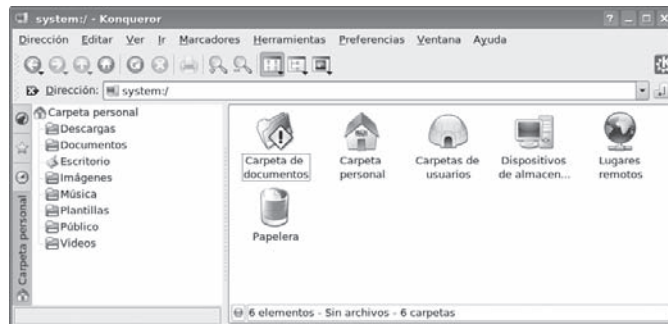 system:/ - Konqueror
Dirección Editar Ver Ir Marcadores Herramientas Preferencias Ventana Ayuda
Dirección: system:/
Carpeta personal
Carpeta personal
Descargas
Documentos
Escritorio
Imágenes
Música
Plantillas
Público
Videos
Carpeta de documentos
Carpeta personal
Carpetas de usuarios
Dispositivos de almacen...
Lugares remotos
Papelera
6 elementos - Sin archivos - 6 carpetas